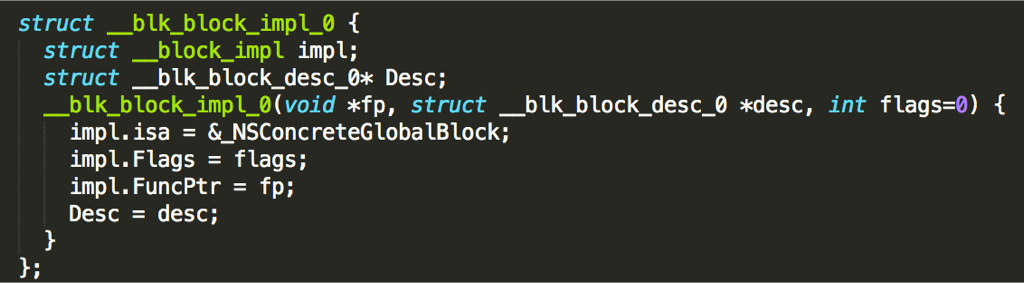 struct __blk_block_impl_0 {
  struct __block_impl impl;
  struct __blk_block_desc_0* Desc;
  __blk_block_impl_0(void *fp, struct __blk_block_desc_0 *desc, int flags=0) {
    impl.isa = &_NSConcreteGlobalBlock;
    impl.Flags = flags;
    impl.FuncPtr = fp;
    Desc = desc;
  }
};